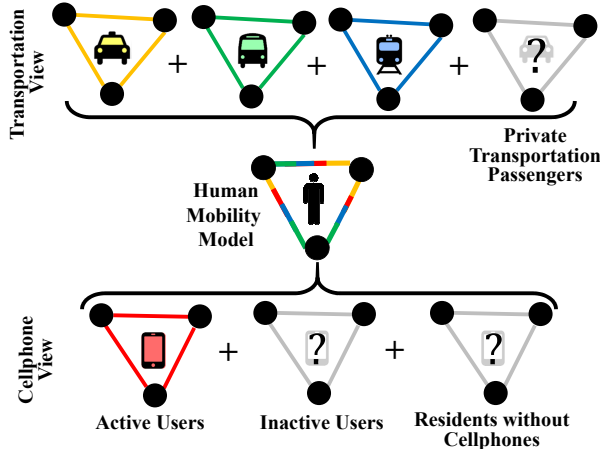 Transportation
View
+
+
+
?
Private
Transportation
Passengers
Human
Mobility
Model
Cellphone
View
+
?
+
?
Active Users
Inactive Users
Residents without
Cellphones